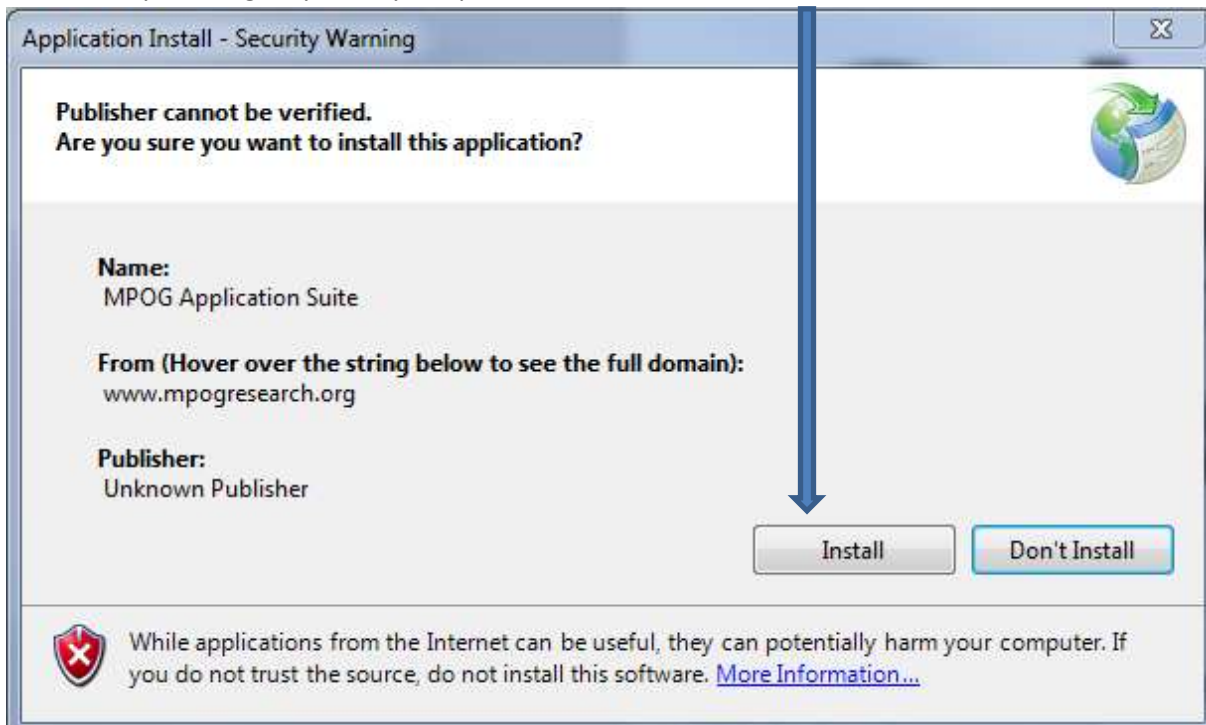 Application Install - Security Warning
Publisher cannot be verified.
Are you sure you want to install this application?
Name:
MPOG Application Suite
From (Hover over the string below to see the full domain):
www.mpogresearch.org
Publisher:
Unknown Publisher
Install Don't Install
While applications from the Internet can be useful, they can potentially harm your computer. If
you do not trust the source, do not install this software. More Information...